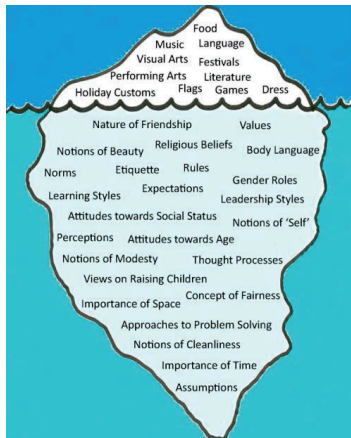 Food
Music Language
Visual Arts Festivals
Performing Arts Literature
Holiday Customs Flags Games Dress
Nature of Friendship Values
Notions of Beauty Religious Beliefs Body Language
Norms Etiquette Rules
Expectations Gender Roles
Learning Styles Leadership Styles
Attitudes towards Social Status Notions of ‘Self’
Perceptions Attitudes towards Age
Notions of Modesty Thought Processes
Views on Raising Children
Importance of Space Concept of Fairness
Approaches to Problem Solving
Notions of Cleanliness
Importance of Time
Assumptions